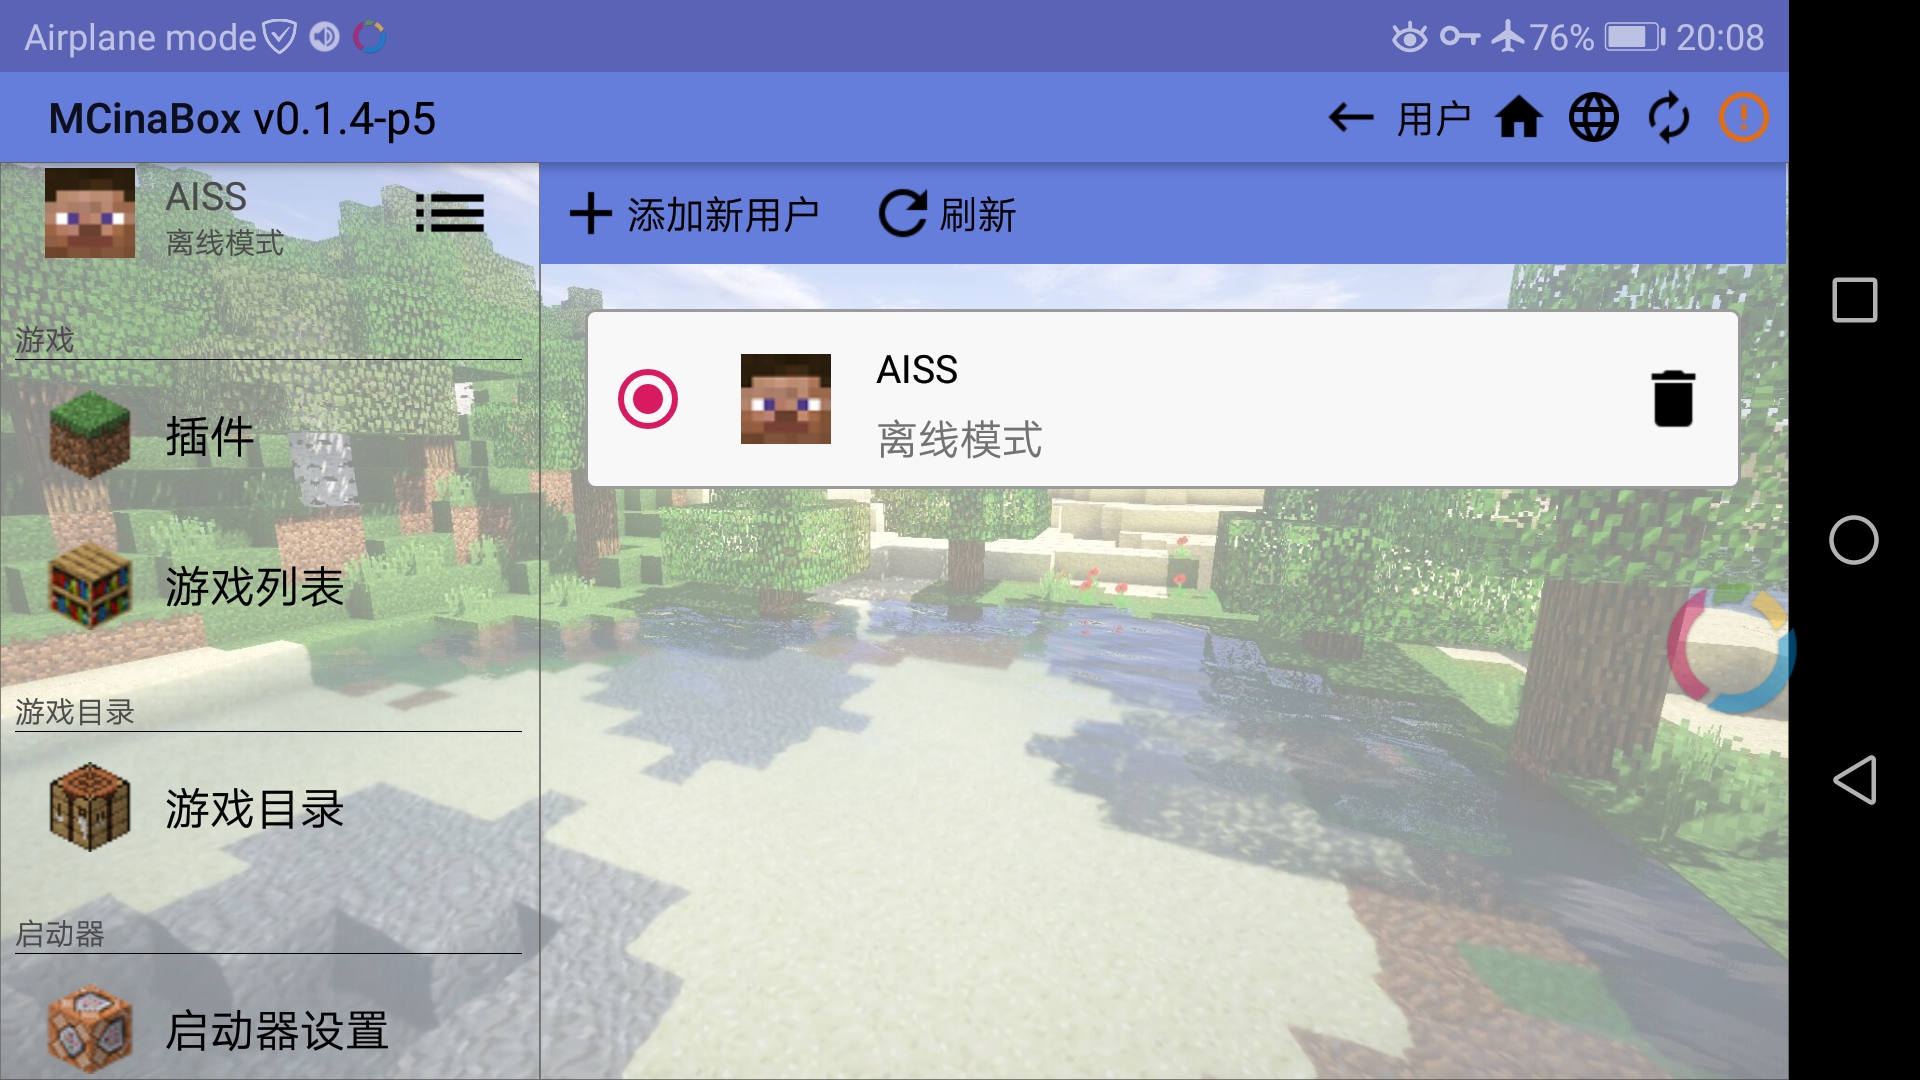 Airplane mode 76% 20:08
MCinaBox v0.1.4-p5 用户
AISS
离线模式
游戏
插件
游戏列表
游戏目录
游戏目录
启动器
启动器设置
添加新用户 刷新
AISS
离线模式